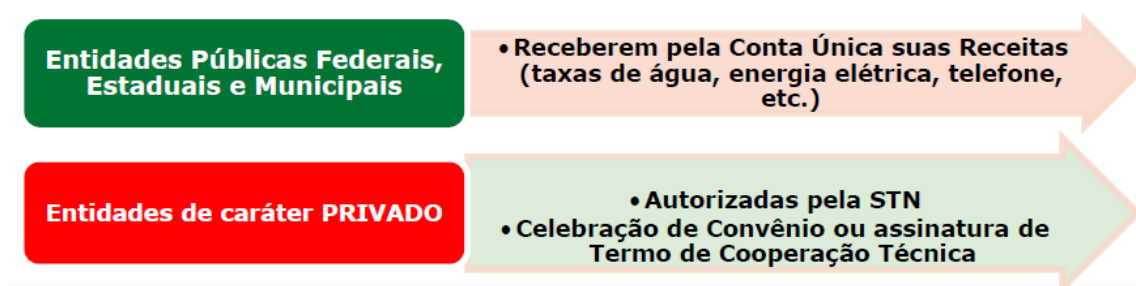 Entidades Públicas Federais,
Estaduais e Municipais
•Receberem pela Conta Única suas Receitas
(taxas de água, energia elétrica, telefone,
etc.)
Entidades de caráter PRIVADO
•Autorizadas pela STN
•Celebração de Convênio ou assinatura de
Termo de Cooperação Técnica